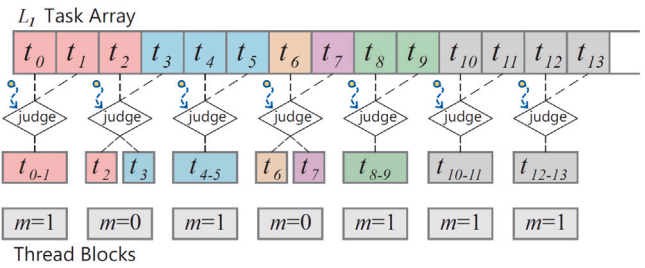 L1 Task Array
t0 t1 t2 t3 t4 t5 t6 t7 t8 t9 t10 t11 t12 t13
judge judge judge judge judge judge judge
t0-1 t2 t3 t4-5 t6 t7 t8-9 t10-11 t12-13
m=1 m=0 m=1 m=0 m=1 m=1 m=1
Thread Blocks